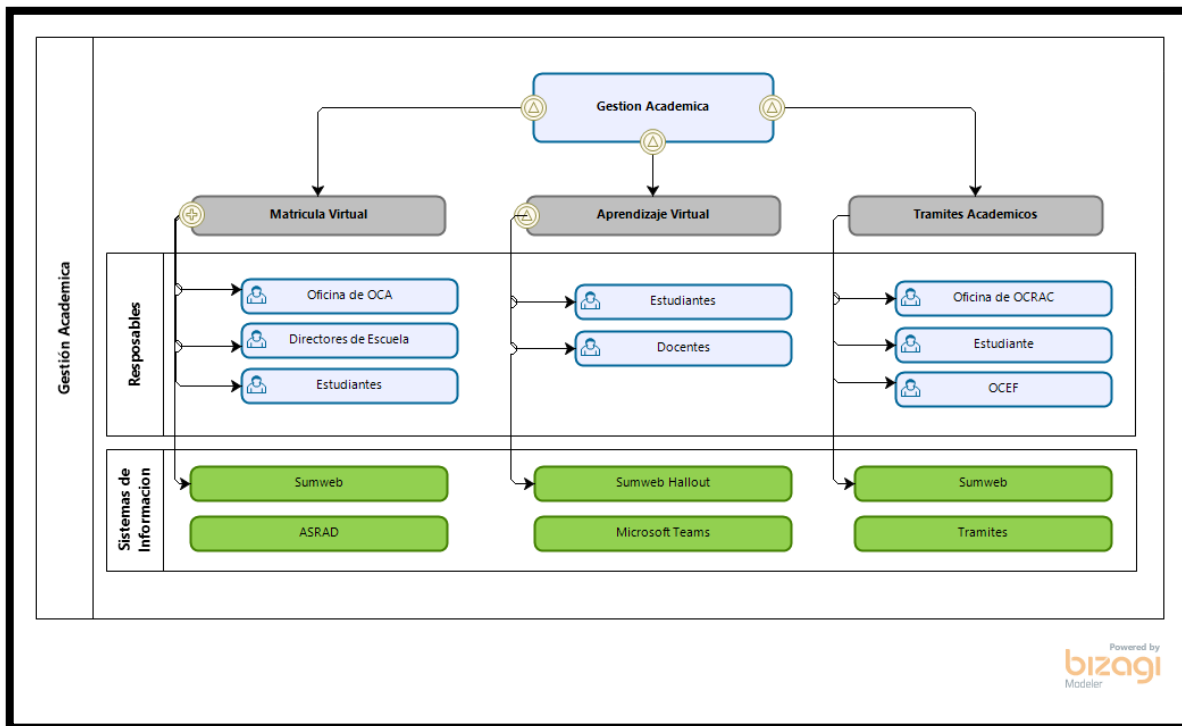 Gestión Academica
Gestion Academica
Matricula Virtual
Aprendizaje Virtual
Tramites Academicos
Resposables
Oficina de OCA
Directores de Escuela
Estudiantes
Estudiantes
Docentes
Oficina de OCRAC
Estudiante
OCEF
Sistemas de
Informacion
Sumweb
ASRAD
Sumweb Hallout
Microsoft Teams
Sumweb
Tramites
Powered by
bizagi
Modeler